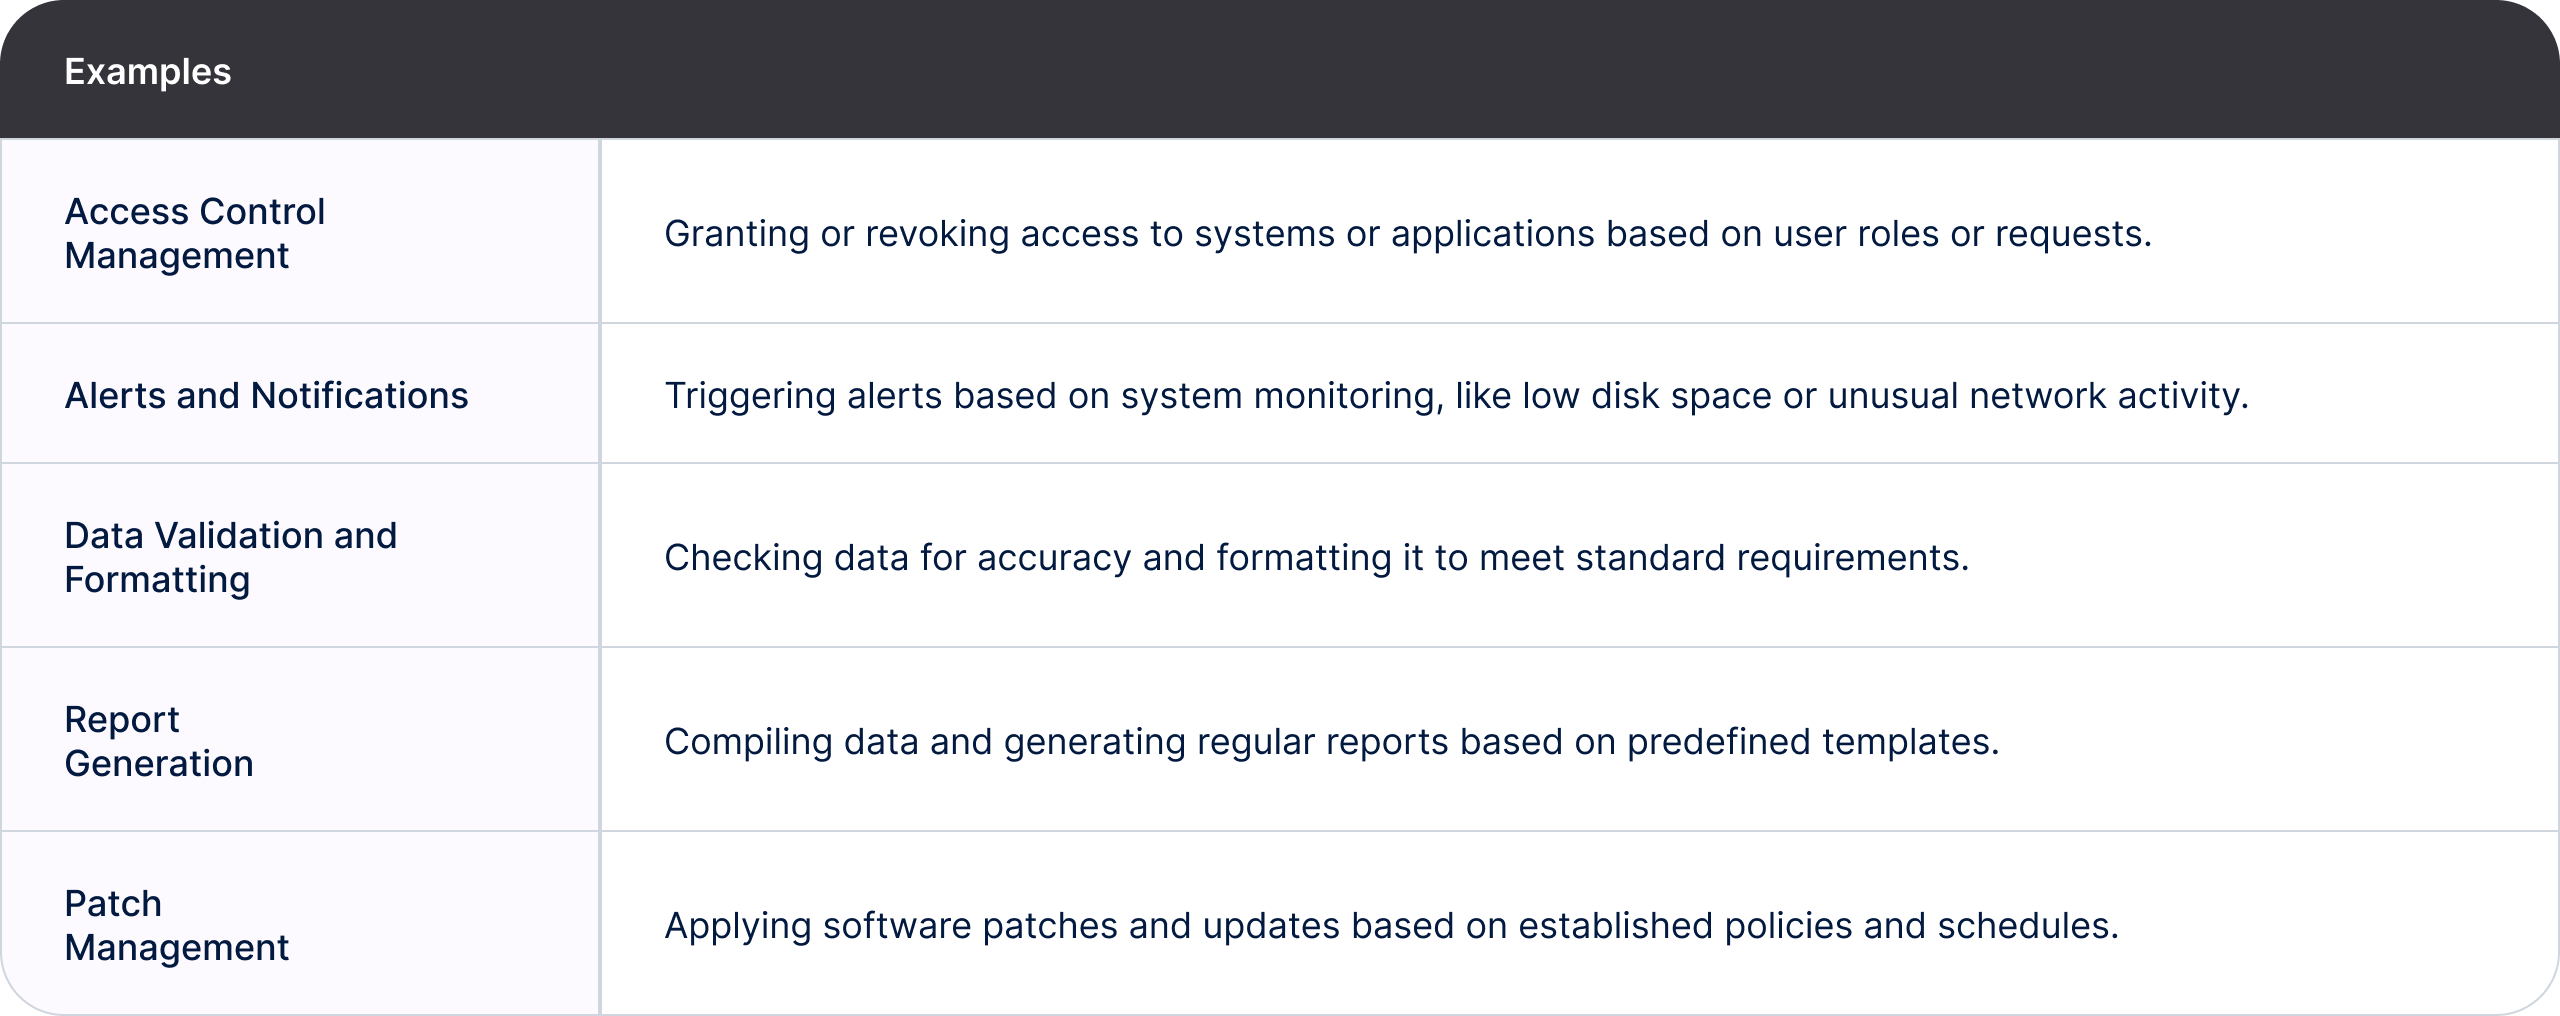 Examples
Access Control
Management
Granting or revoking access to systems or applications based on user roles or requests.
Alerts and Notifications
Triggering alerts based on system monitoring, like low disk space or unusual network activity.
Data Validation and
Formatting
Checking data for accuracy and formatting it to meet standard requirements.
Report
Generation
Compiling data and generating regular reports based on predefined templates.
Patch
Management
Applying software patches and updates based on established policies and schedules.